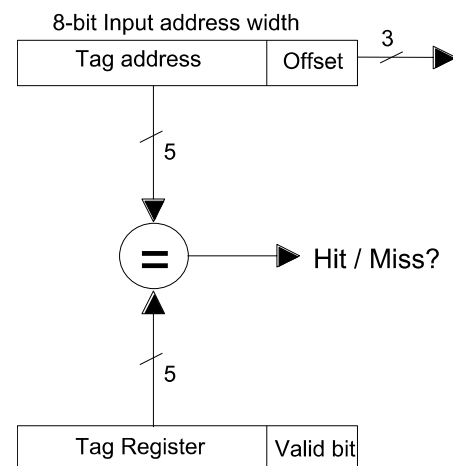 8-bit Input address width
Tag address
Offset
3
5
=
Hit / Miss?
5
Tag Register
Valid bit